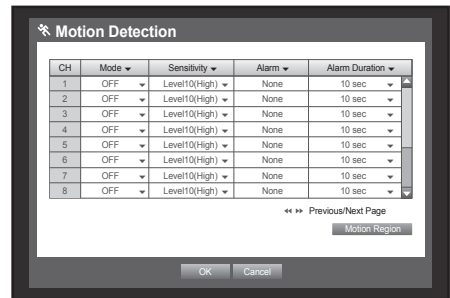 Motion Detection
CH Mode Sensitivity Alarm Alarm Duration
1 OFF Level10(High) None 10 sec
2 OFF Level10(High) None 10 sec
3 OFF Level10(High) None 10 sec
4 OFF Level10(High) None 10 sec
5 OFF Level10(High) None 10 sec
6 OFF Level10(High) None 10 sec
7 OFF Level10(High) None 10 sec
8 OFF Level10(High) None 10 sec
Previous/Next Page
Motion Region
OK Cancel